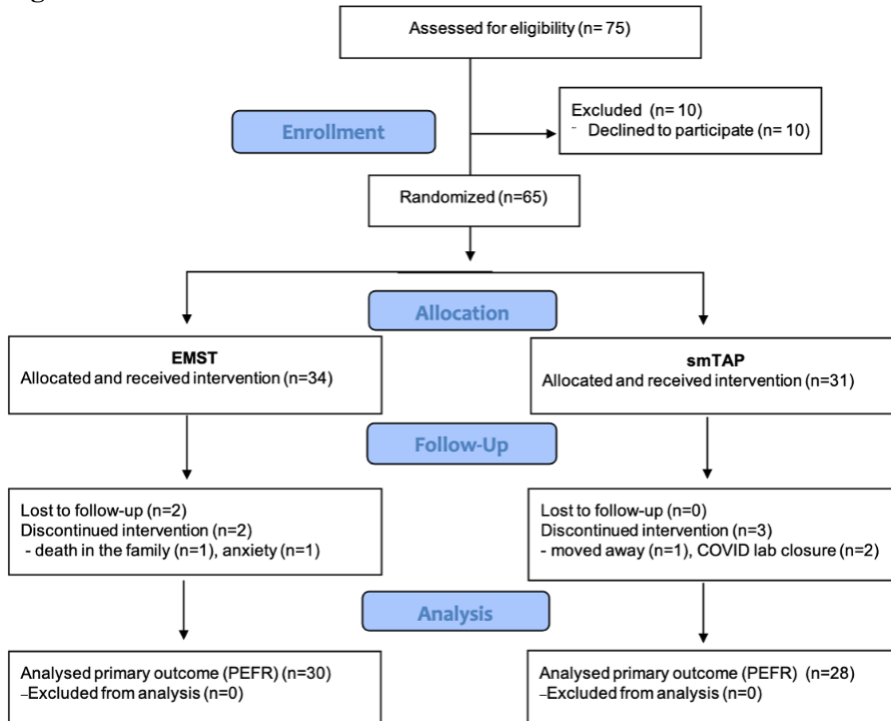 Assessed for eligibility (n= 75)
Excluded (n= 10)
- Declined to participate (n= 10)
Enrollment
Randomized (n=65)
Allocation
EMST
Allocated and received intervention (n=34)
smTAP
Allocated and received intervention (n=31)
Follow-Up
Lost to follow-up (n=2)
Discontinued intervention (n=2)
- death in the family (n=1), anxiety (n=1)
Lost to follow-up (n=0)
Discontinued intervention (n=3)
- moved away (n=1), COVID lab closure (n=2)
Analysis
Analysed primary outcome (PEFR) (n=30)
–Excluded from analysis (n=0)
Analysed primary outcome (PEFR) (n=28)
–Excluded from analysis (n=0)